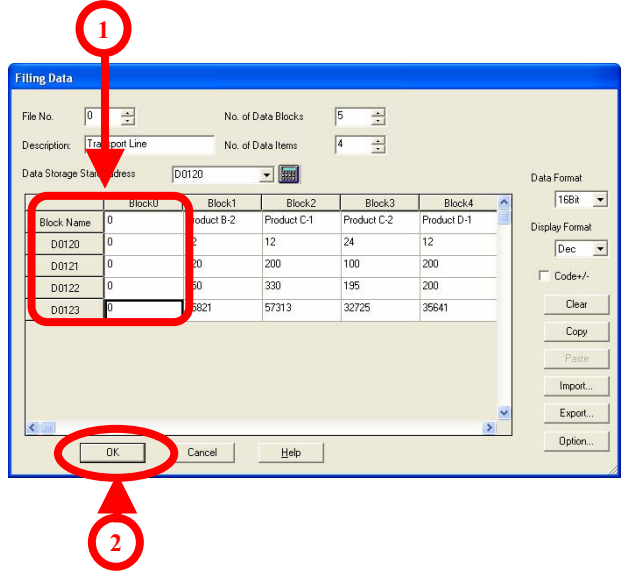 1
Filing Data
File No. 0 No. of Data Blocks 5
Description: Transport Line No. of Data Items 4
Data Storage Start Address D0120
Data Format
16Bit
Display Format
Dec
Code+/-
Block0 Block1 Block2 Block3 Block4
Block Name 0 Product B-2 Product C-1 Product C-2 Product D-1
D0120 0 12 24 12
D0121 0 200 100 200
D0122 0 330 195 200
D0123 0 57313 32725 35641
Clear
Copy
Paste
Import...
Export...
Option...
OK Cancel Help
2